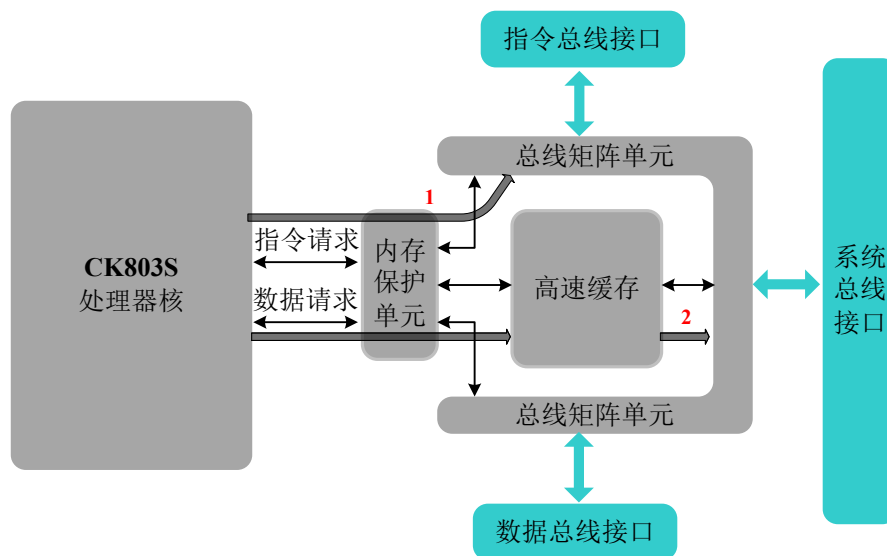 指令总线接口
总线矩阵单元
1
指令请求
内存
保护
单元
CK803S
处理器核
数据请求
高速缓存
2
系统
总线
接口
总线矩阵单元
数据总线接口